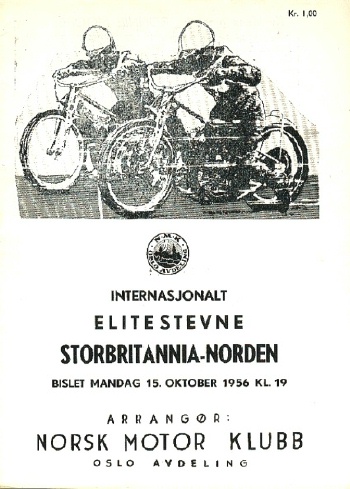 Kr. 1,00
INTERNASJONALT
ELITESTEVNE
STORBRITANNIA-NORDEN
BISLET MANDAG 15. OKTOBER 1956 KL. 19
ARRANGØR:
NORSK MOTOR KLUBB
OSLO AVDELING